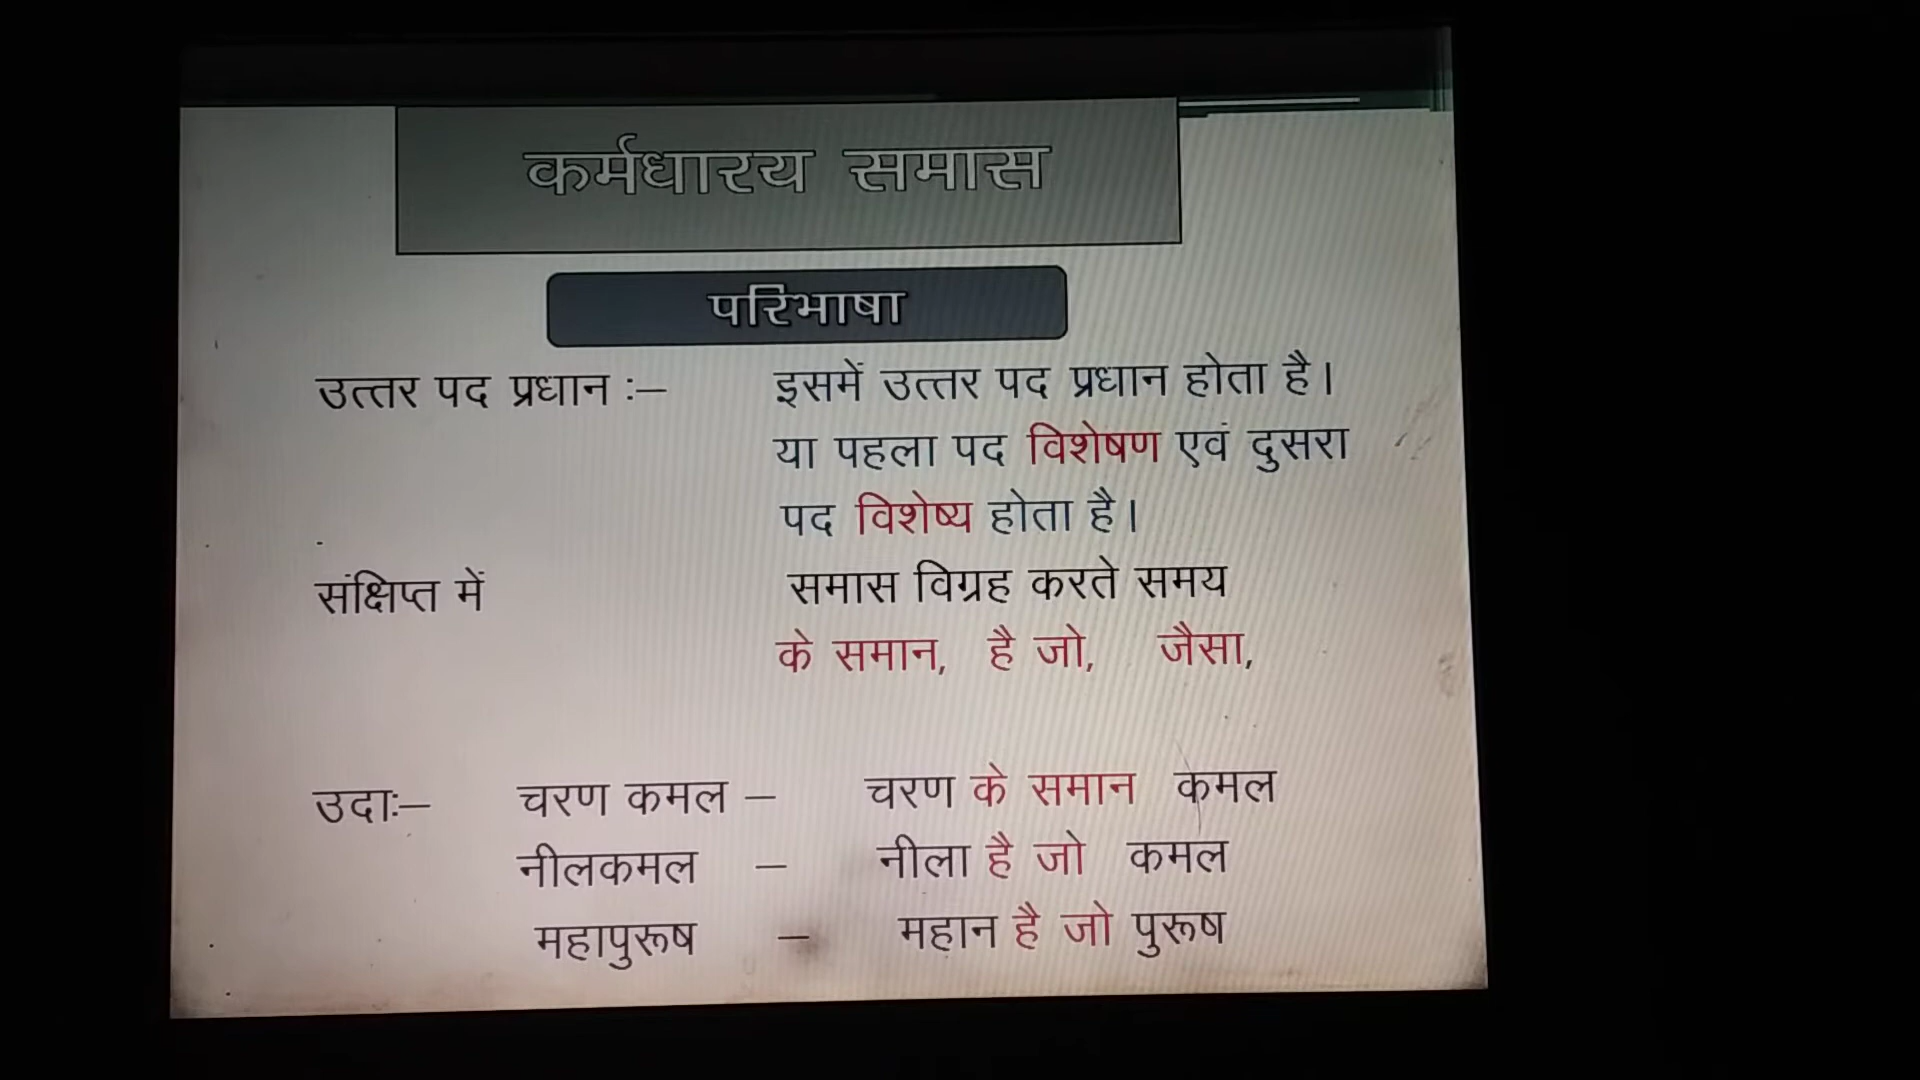 कर्मधारय समास
परिभाषा
उत्तर पद प्रधान :– इसमें उत्तर पद प्रधान होता है।
या पहला पद विशेषण एवं दुसरा
पद विशेष्य होता है।
संक्षिप्त में समास विग्रह करते समय
के समान, है जो, जैसा,
उदाः– चरण कमल – चरण के समान कमल
नीलकमल – नीला है जो कमल
महापुरूष – महान है जो पुरूष